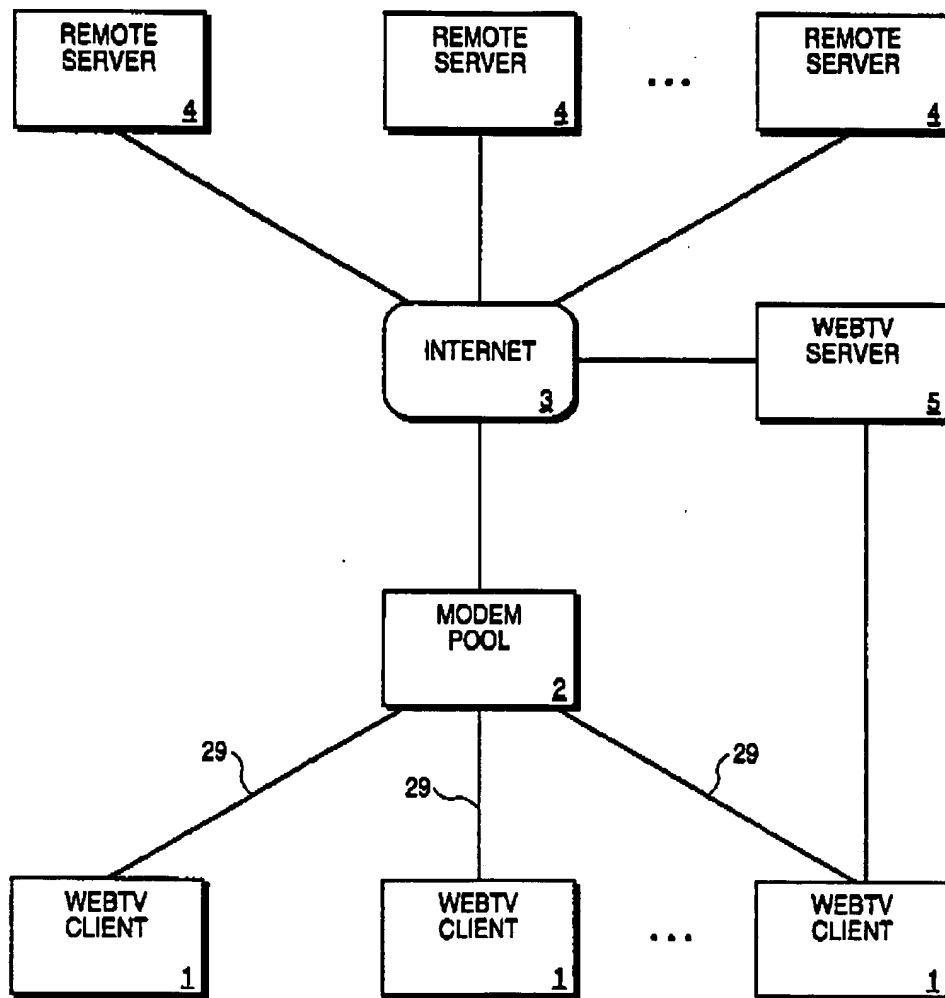 REMOTE
SERVER
4
REMOTE
SERVER
4
...
REMOTE
SERVER
4
INTERNET
3
WEBTV
SERVER
5
MODEM
POOL
2
29
29
29
WEBTV
CLIENT
1
WEBTV
CLIENT
1
...
WEBTV
CLIENT
1